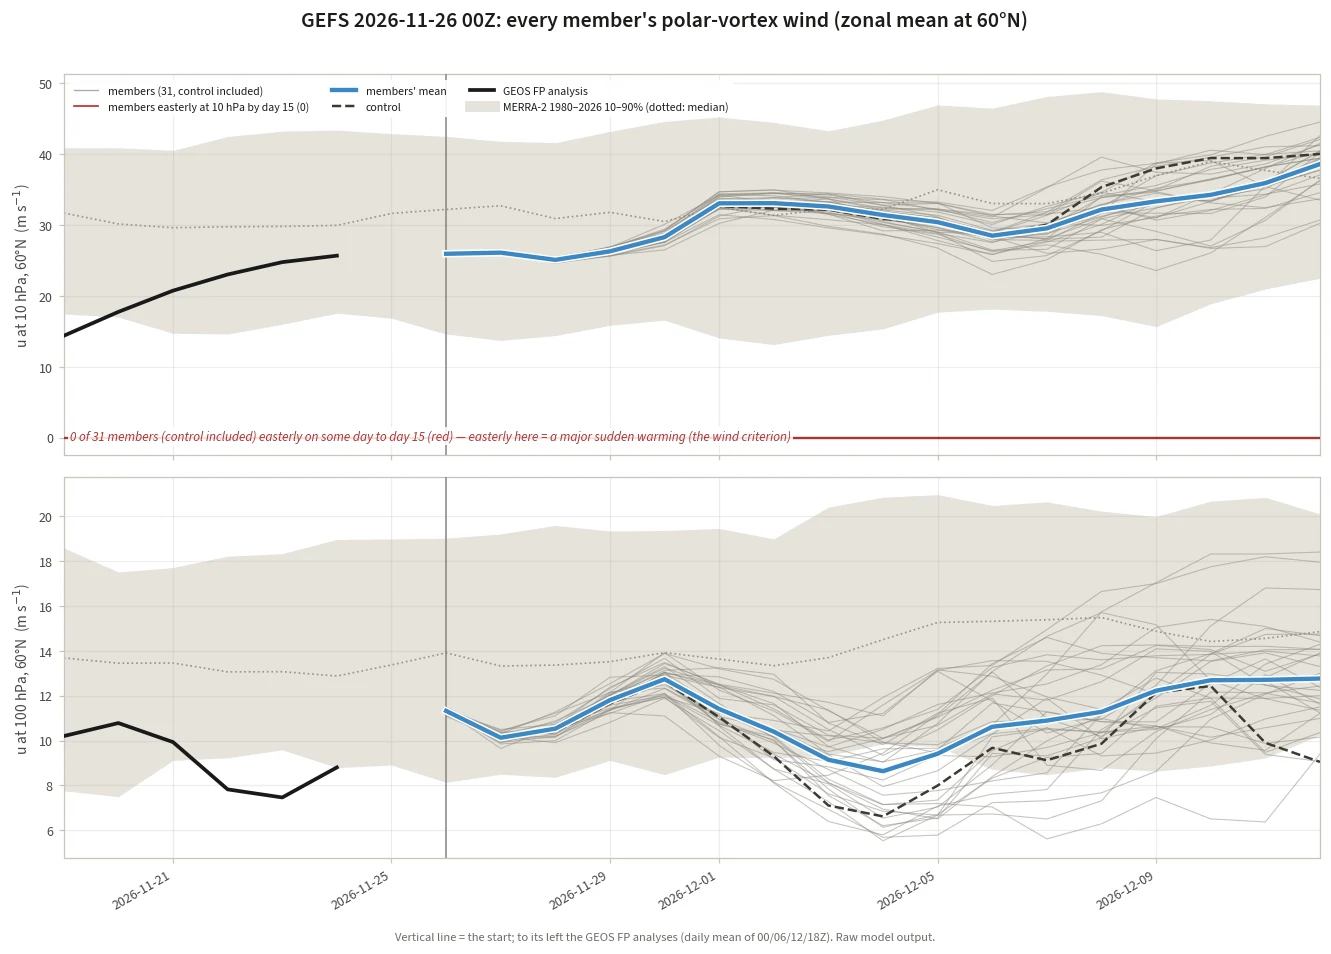 GEFS 2026-11-26 00Z: every member's polar-vortex wind (zonal mean at 60°N)
members (31, control included)
members' mean
GEOS FP analysis
members easterly at 10 hPa by day 15 (0)
control
MERRA-2 1980–2026 10–90% (dotted: median)
u at 10 hPa, 60°N (m s⁻¹)
50
40
30
20
10
0
0 of 31 members (control included) easterly on some day to day 15 (red) — easterly here = a major sudden warming (the wind criterion)
u at 100 hPa, 60°N (m s⁻¹)
20
18
16
14
12
10
8
6
2026-11-21
2026-11-25
2026-11-29
2026-12-01
2026-12-05
2026-12-09
Vertical line = the start; to its left the GEOS FP analyses (daily mean of 00/06/12/18Z). Raw model output.